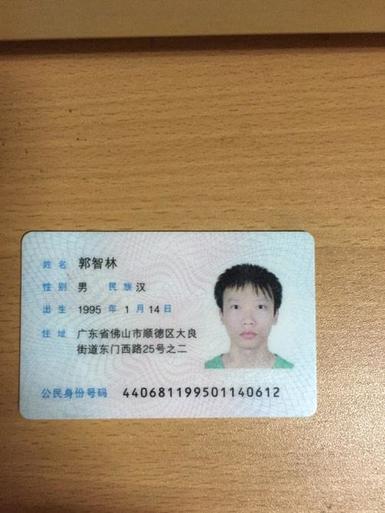 姓名 郭智林
性别 男 民族 汉
出生 1995 年 1 月 14 日
住址 广东省佛山市顺德区大良
街道东门西路25号之二
公民身份号码 440681199501140612